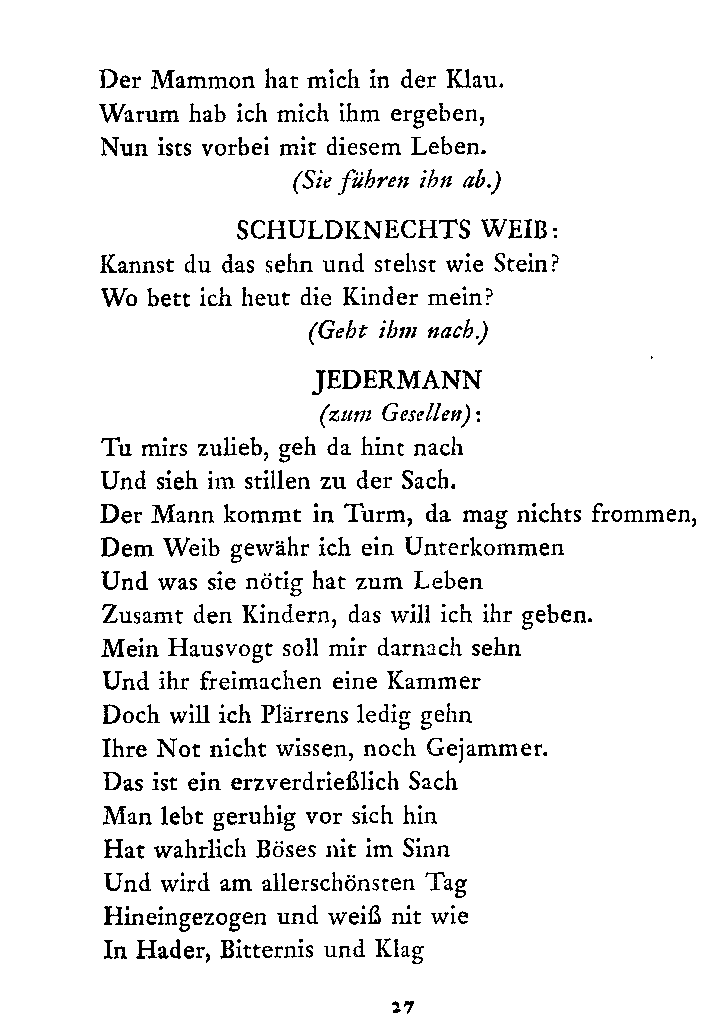 Der Mammon hat mich in der Klau.
Warum hab ich mich ihm ergeben,
Nun ists vorbei mit diesem Leben.
(Sie führen ihn ab.)
SCHULDKNECHTS WEIB:
Kannst du das sehn und stehst wie Stein?
Wo bett ich heut die Kinder mein?
(Geht ihm nach.)
JEDERMANN
(zum Gesellen):
Tu mirs zulieb, geh da hint nach
Und sieh im stillen zu der Sach.
Der Mann kommt in Turm, da mag nichts frommen,
Dem Weib gewähr ich ein Unterkommen
Und was sie nötig hat zum Leben
Zusamt den Kindern, das will ich ihr geben.
Mein Hausvogt soll mir darnach sehn
Und ihr freimachen eine Kammer
Doch will ich Plärrens ledig gehn
Ihre Not nicht wissen, noch Gejammer.
Das ist ein erzverdrießlich Sach
Man lebt geruhig vor sich hin
Hat wahrlich Böses nit im Sinn
Und wird am allerschönsten Tag
Hineingezogen und weiß nit wie
In Hader, Bitternis und Klag
27